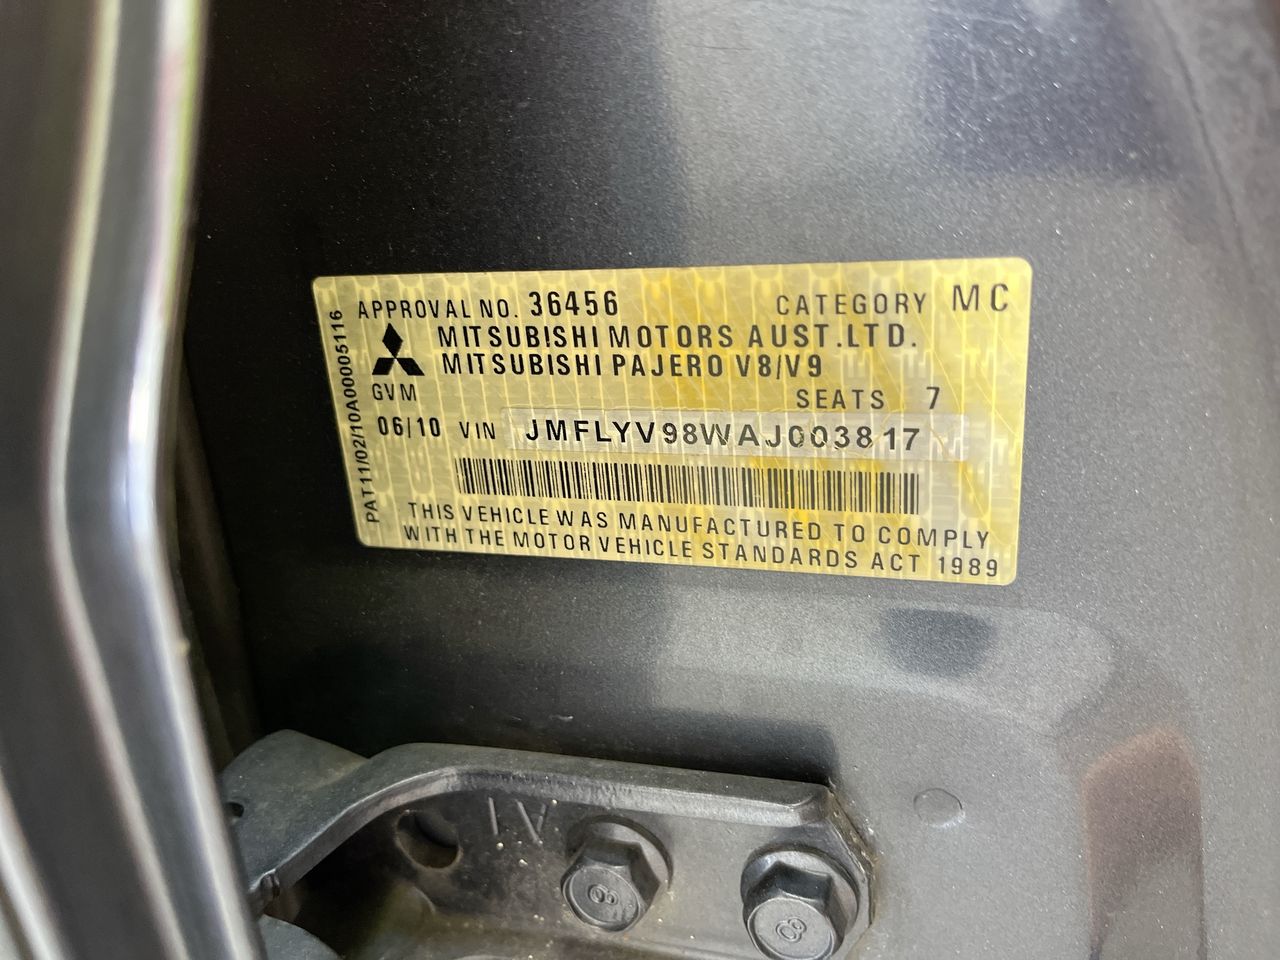 APPROVAL NO. 36456 CATEGORY MC
MITSUBISHI MOTORS AUST.LTD.
MITSUBISHI PAJERO V8/V9
GVM SEATS 7
06/10 VIN JMFLYV98WAJ003817
THIS VEHICLE WAS MANUFACTURED TO COMPLY
WITH THE MOTOR VEHICLE STANDARDS ACT 1989
PAT11/02/10A00005116